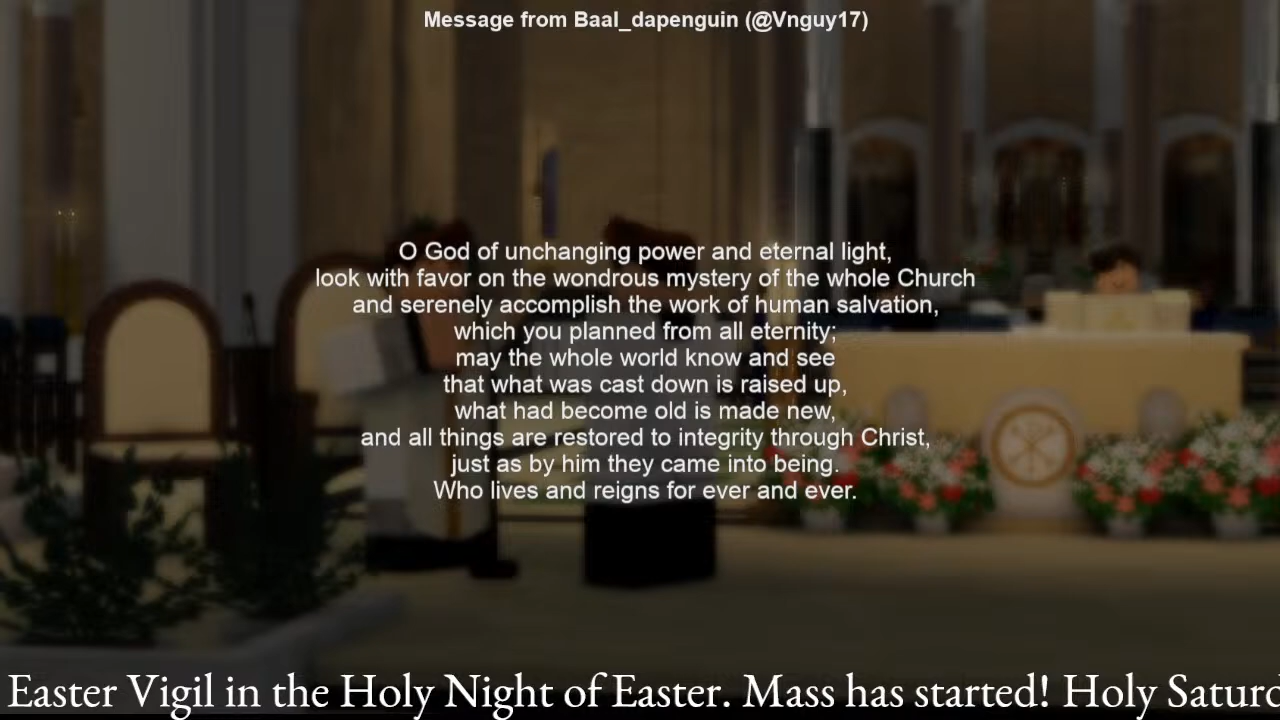 Message from Baal_dapenguin (@Vnguy17)
O God of unchanging power and eternal light,
look with favor on the wondrous mystery of the whole Church
and serenely accomplish the work of human salvation,
which you planned from all eternity;
may the whole world know and see
that what was cast down is raised up,
what had become old is made new,
and all things are restored to integrity through Christ,
just as by him they came into being.
Who lives and reigns for ever and ever.
Easter Vigil in the Holy Night of Easter. Mass has started! Holy Saturd